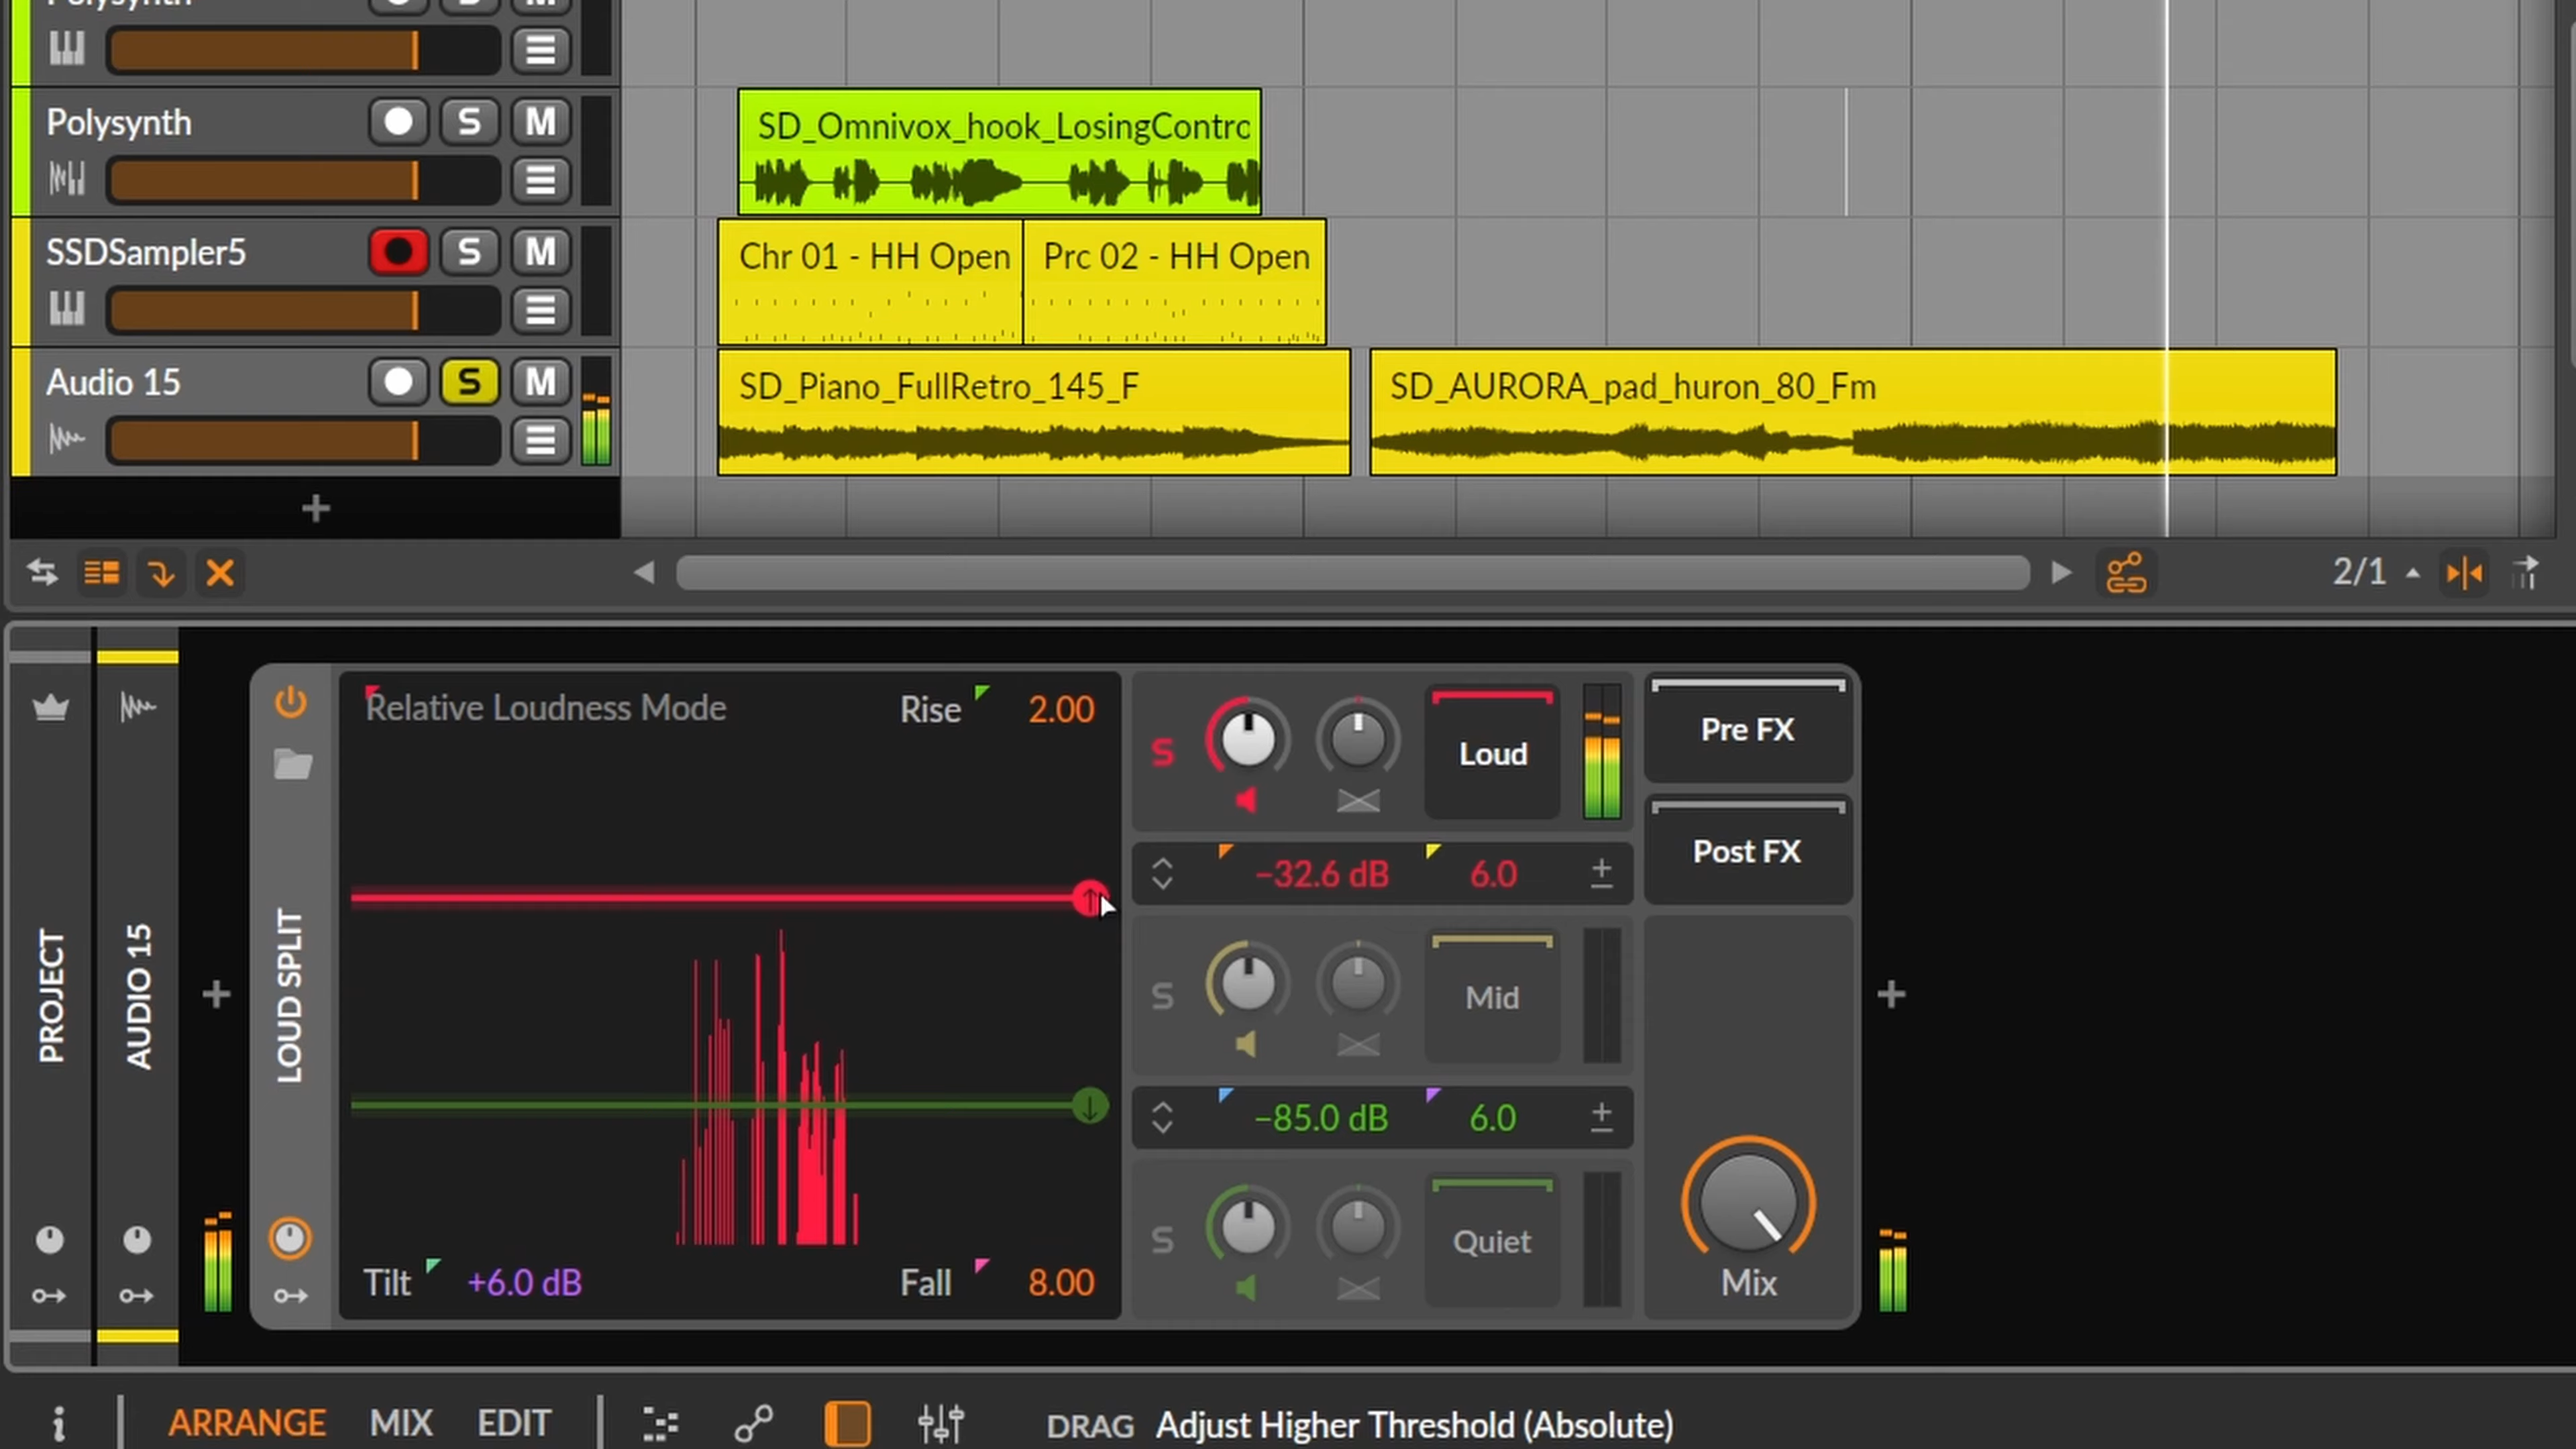 Polysynth
Polysynth
S
M
SD_Omnivox_hook_LosingContro
SSDSampler5
S
M
Chr 01 - HH Open
Prc 02 - HH Open
Audio 15
S
M
SD_Piano_FullRetro_145_F
SD_AURORA_pad_huron_80_Fm
+
2/1
PROJECT
AUDIO 15
+
LOUD SPLIT
Relative Loudness Mode
Rise
2.00
Tilt
+6.0 dB
Fall
8.00
S
Loud
−32.6 dB
6.0
±
S
Mid
−85.0 dB
6.0
±
S
Quiet
Pre FX
Post FX
Mix
+
i
ARRANGE
MIX
EDIT
DRAG Adjust Higher Threshold (Absolute)